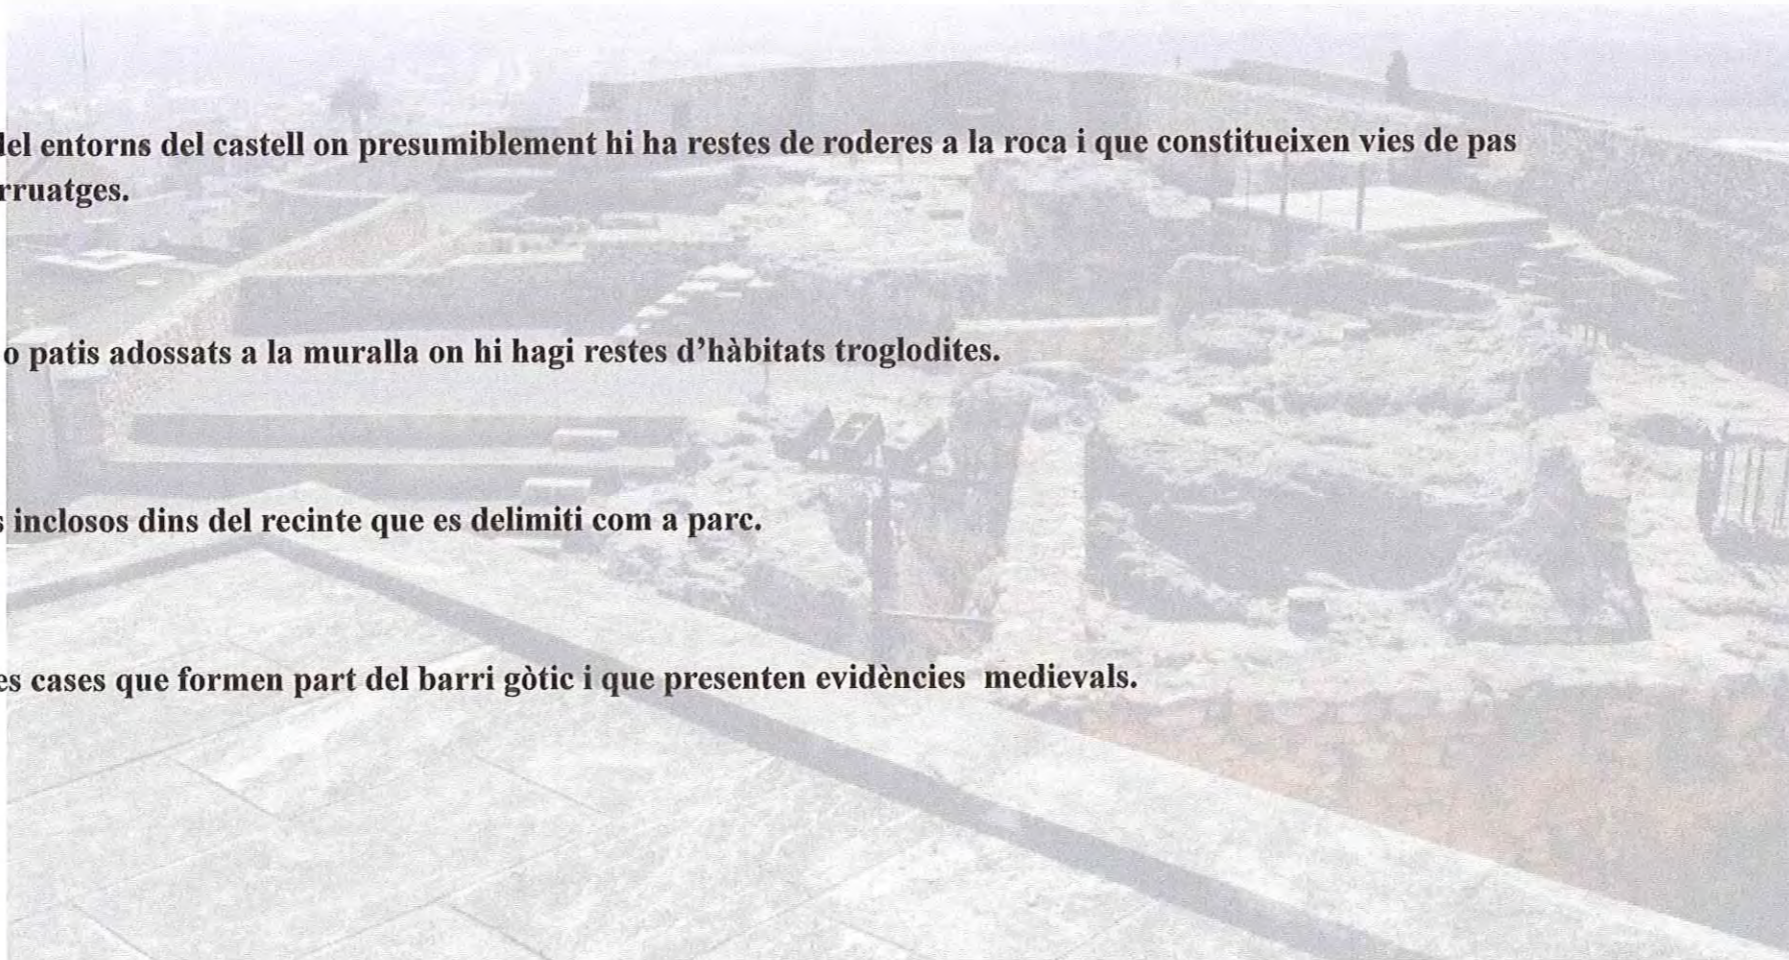 del entorns del castell on presumiblement hi ha restes de roderes a la roca i que constitueixen vies de pas
rruatges.
o patis adossats a la muralla on hi hagi restes d’hàbitats troglodites.
s inclosos dins del recinte que es delimiti com a parc.
es cases que formen part del barri gòtic i que presenten evidències medievals.